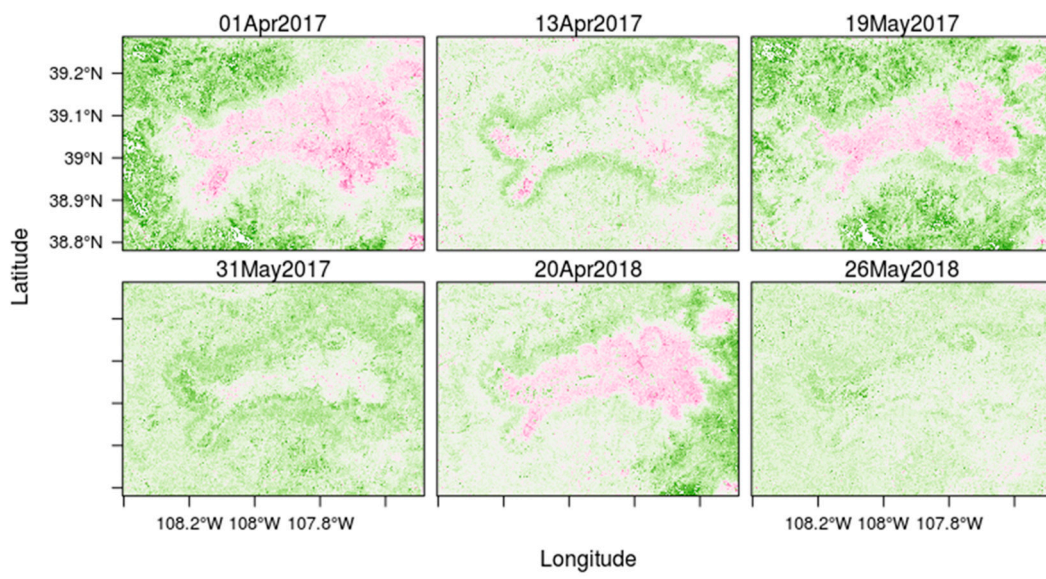 01Apr2017 13Apr2017 19May2017
39.2°N
39.1°N
39°N
38.9°N
38.8°N
Latitude
31May2017 20Apr2018 26May2018
108.2°W 108°W 107.8°W 108.2°W 108°W 107.8°W
Longitude